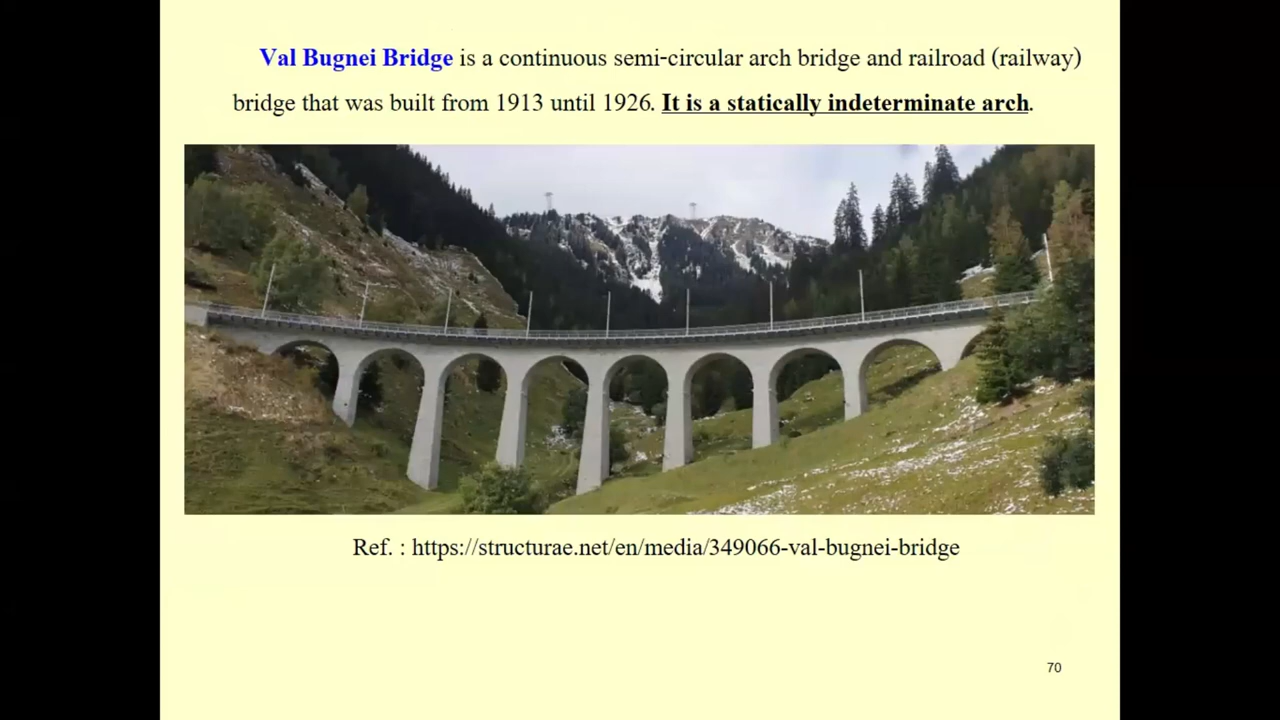 Val Bugnei Bridge is a continuous semi-circular arch bridge and railroad (railway)
bridge that was built from 1913 until 1926. It is a statically indeterminate arch.
Ref. : https://structurae.net/en/media/349066-val-bugnei-bridge
70